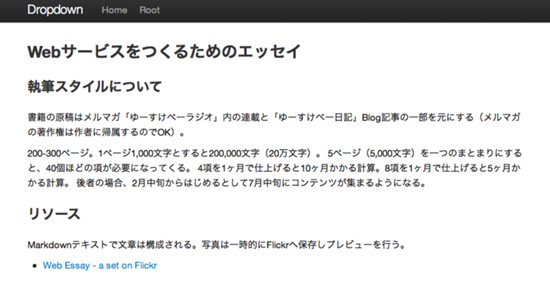 Dropdown Home Root
Webサービスをつくるためのエッセイ
執筆スタイルについて
書籍の原稿はメルマガ「ゆーすけべーラジオ」内の連載と「ゆーすけべー日記」Blog記事の一部を元にする（メルマガ
の著作権は作者に帰属するのでOK）。
200-300ページ。1ページ1,000文字とすると200,000文字（20万文字）。 5ページ（5,000文字）を一つのまとまりにする
と、40個ほどの項が必要になってくる。 4項を1ヶ月で仕上げると10ヶ月かかる計算。8項を1ヶ月で仕上げると5ヶ月か
かる計算。 後者の場合、2月中旬からはじめるとして7月中旬にコンテンツが集まるようになる。
リソース
Markdownテキストで文章は構成される。写真は一時的にFlickrへ保存しプレビューを行う。
• Web Essay - a set on Flickr